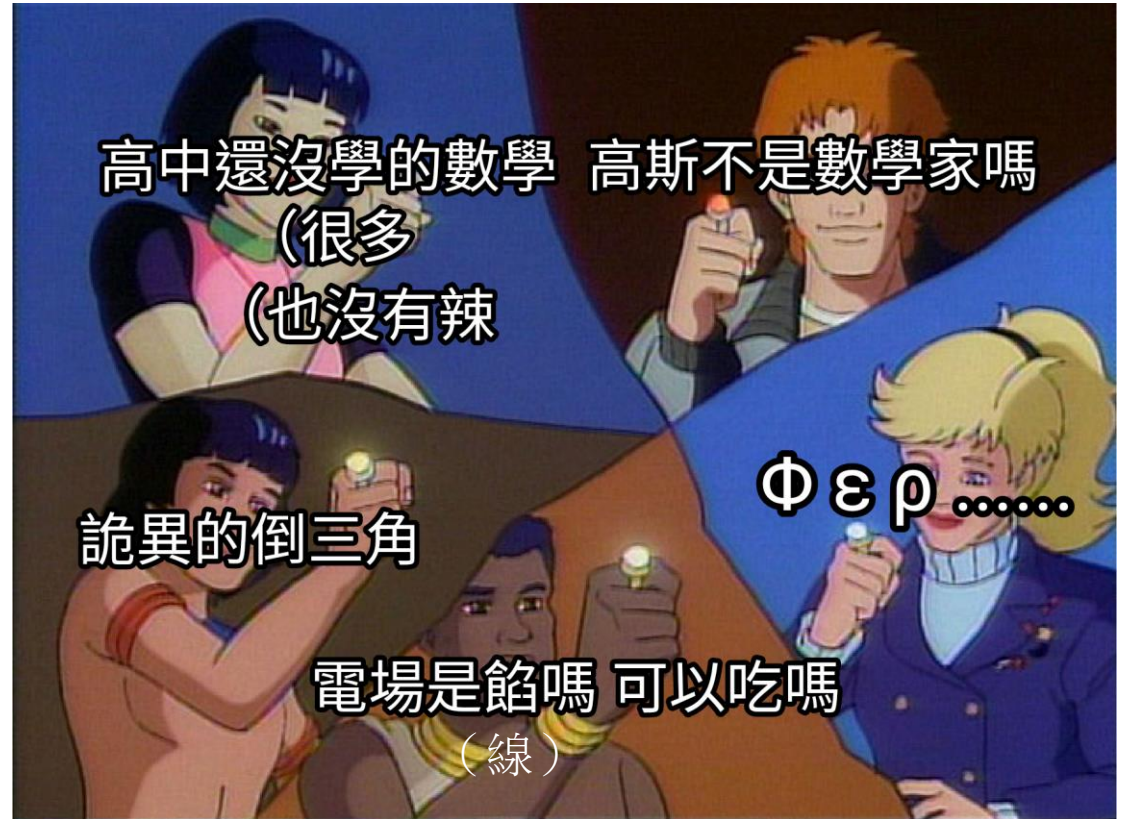 高中還沒學的數學
（很多
（也沒有辣
高斯不是數學家嗎
Φ ε ρ ......
詭異的倒三角
電場是餡嗎 可以吃嗎
（線）